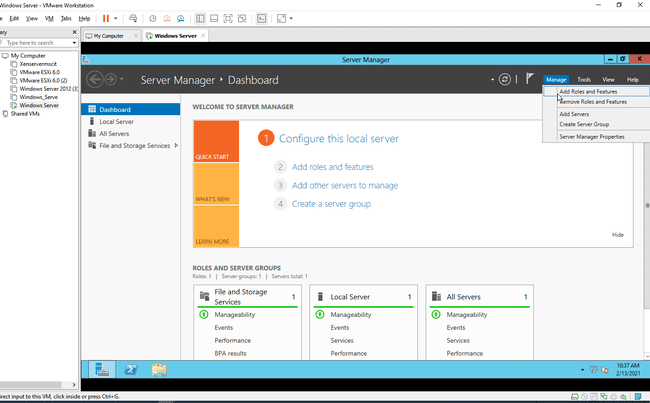 Windows Server - VMware Workstation
Edit View VM Tabs Help
Type here to search
My Computer
Windows Server
My Computer
Xenservermscit
VMware ESXi 6.0
VMware ESXi 6.0 (2)
Windows Server 2012 (3)
Windows_Serve
Windows Server
Shared VMs
Server Manager
Server Manager
Dashboard
Manage Tools View Help
Add Roles and Features
Remove Roles and Features
Add Servers
Create Server Group
Server Manager Properties
Dashboard
Local Server
All Servers
File and Storage Services
WELCOME TO SERVER MANAGER
QUICK START
WHAT'S NEW
LEARN MORE
1 Configure this local server
2 Add roles and features
3 Add other servers to manage
4 Create a server group
Hide
ROLES AND SERVER GROUPS
Roles: 1 | Server groups: 1 | Servers total: 1
File and Storage Services 1
Manageability
Events
Performance
BPA results
Local Server 1
Manageability
Events
Services
Performance
All Servers 1
Manageability
Events
Services
Performance
10:37 AM
2/13/2021
direct input to this VM, click inside or press Ctrl+G.